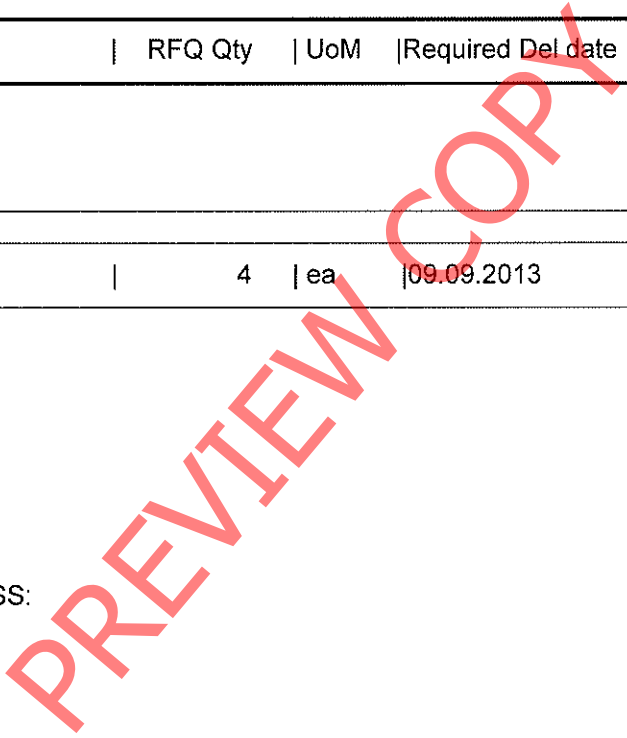 | RFQ Qty | UoM |Required Del date
| 4 | ea |09.09.2013
SS:
PREVIEW COPY